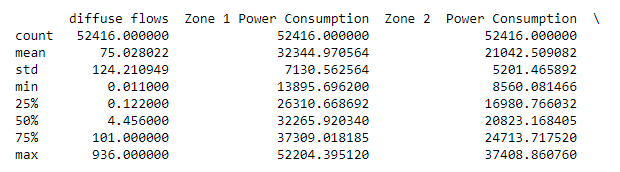 diffuse flows  Zone 1 Power Consumption  Zone 2  Power Consumption  \
count   52416.000000              52416.000000               52416.000000
mean       75.028022              32344.970564               21042.509082
std       124.210949               7130.562564                5201.465892
min         0.011000              13895.696200                8560.081466
25%         0.122000              26310.668692               16980.766032
50%         4.456000              32265.920340               20823.168405
75%       101.000000              37309.018185               24713.717520
max       936.000000              52204.395120               37408.860760